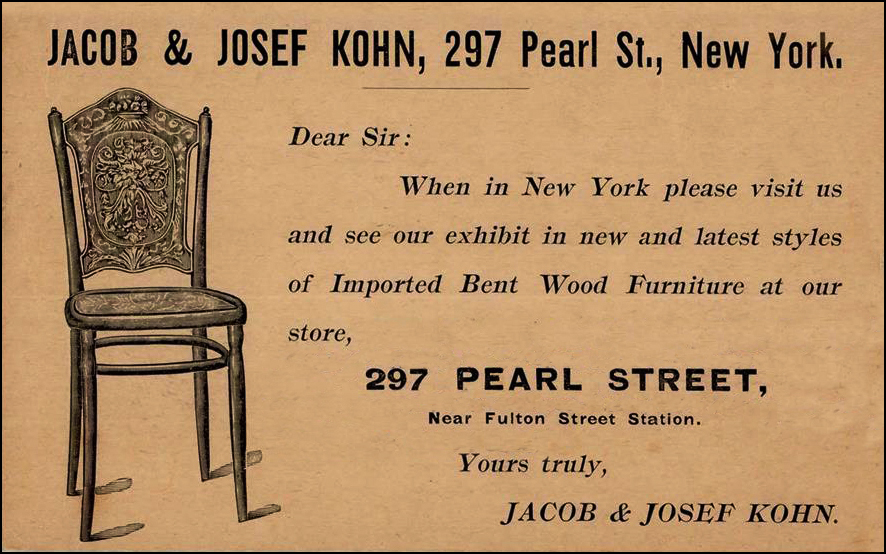 JACOB & JOSEF KOHN, 297 Pearl St., New York.
Dear Sir:
When in New York please visit us
and see our exhibit in new and latest styles
of Imported Bent Wood Furniture at our
store,
297 PEARL STREET,
Near Fulton Street Station.
Yours truly,
JACOB & JOSEF KOHN.